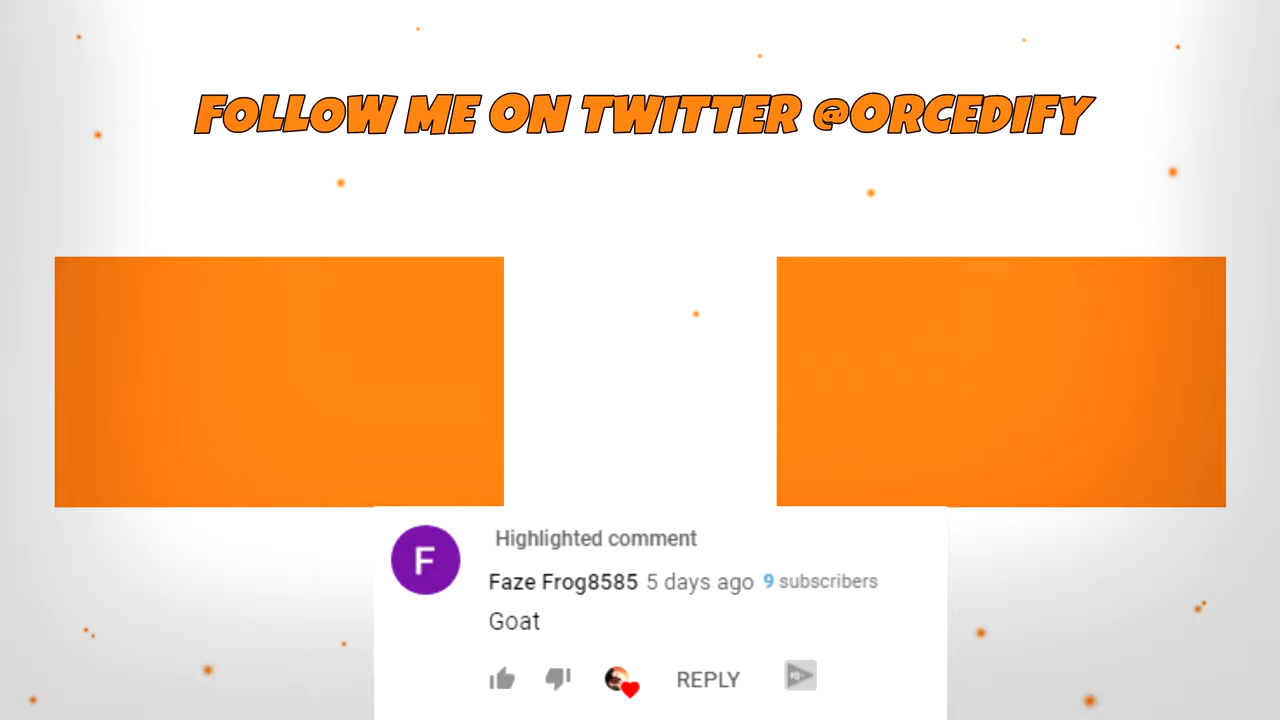 FOLLOW ME ON TWITTER @ORCEDIFY
Highlighted comment
Faze Frog8585 5 days ago 9 subscribers
F
Goat
REPLY